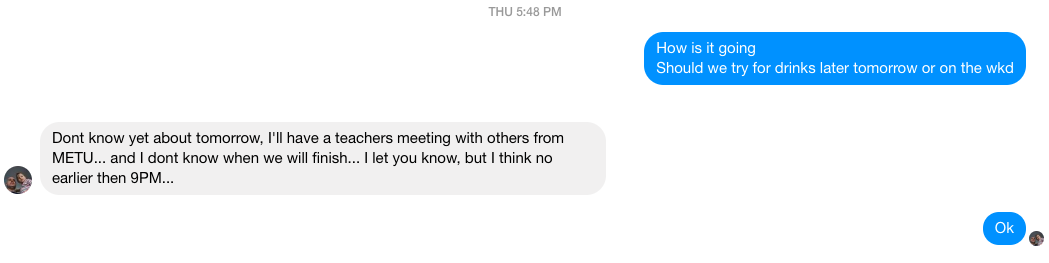 THU 5:48 PM
How is it going
Should we try for drinks later tomorrow or on the wkd
Dont know yet about tomorrow, I'll have a teachers meeting with others from
METU... and I dont know when we will finish... I let you know, but I think no
earlier then 9PM...
Ok